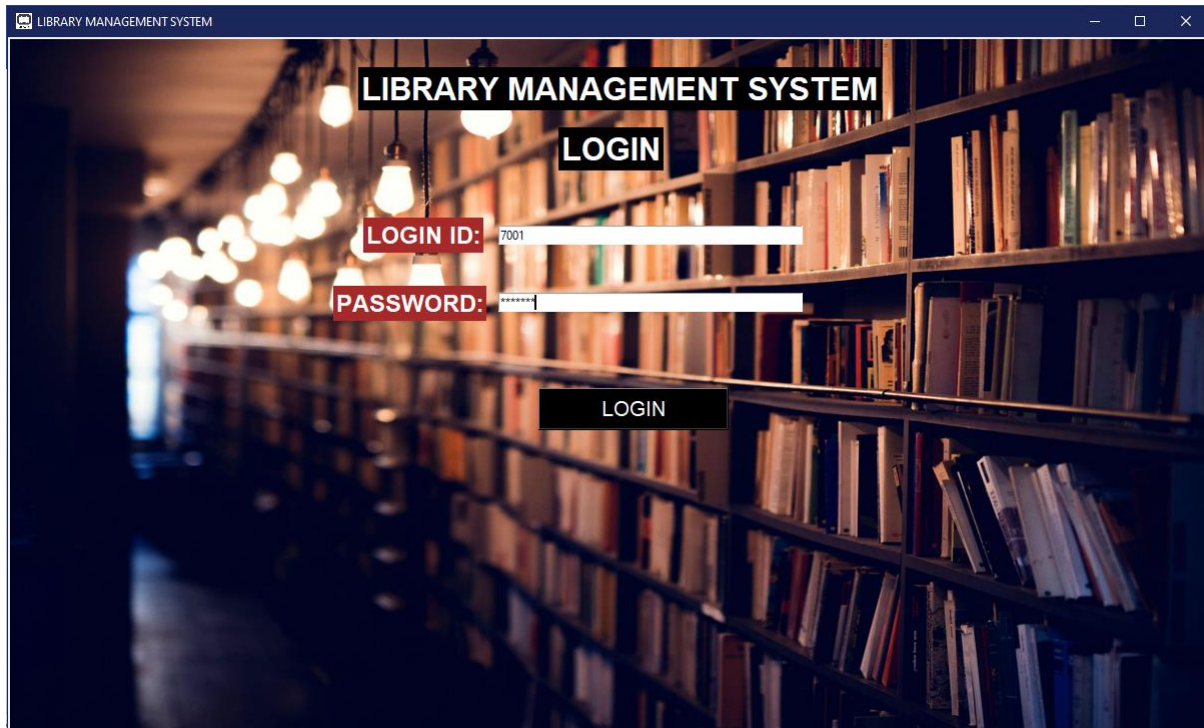 LIBRARY MANAGEMENT SYSTEM
LIBRARY MANAGEMENT SYSTEM
LOGIN
LOGIN ID: 7001
PASSWORD: *******
LOGIN